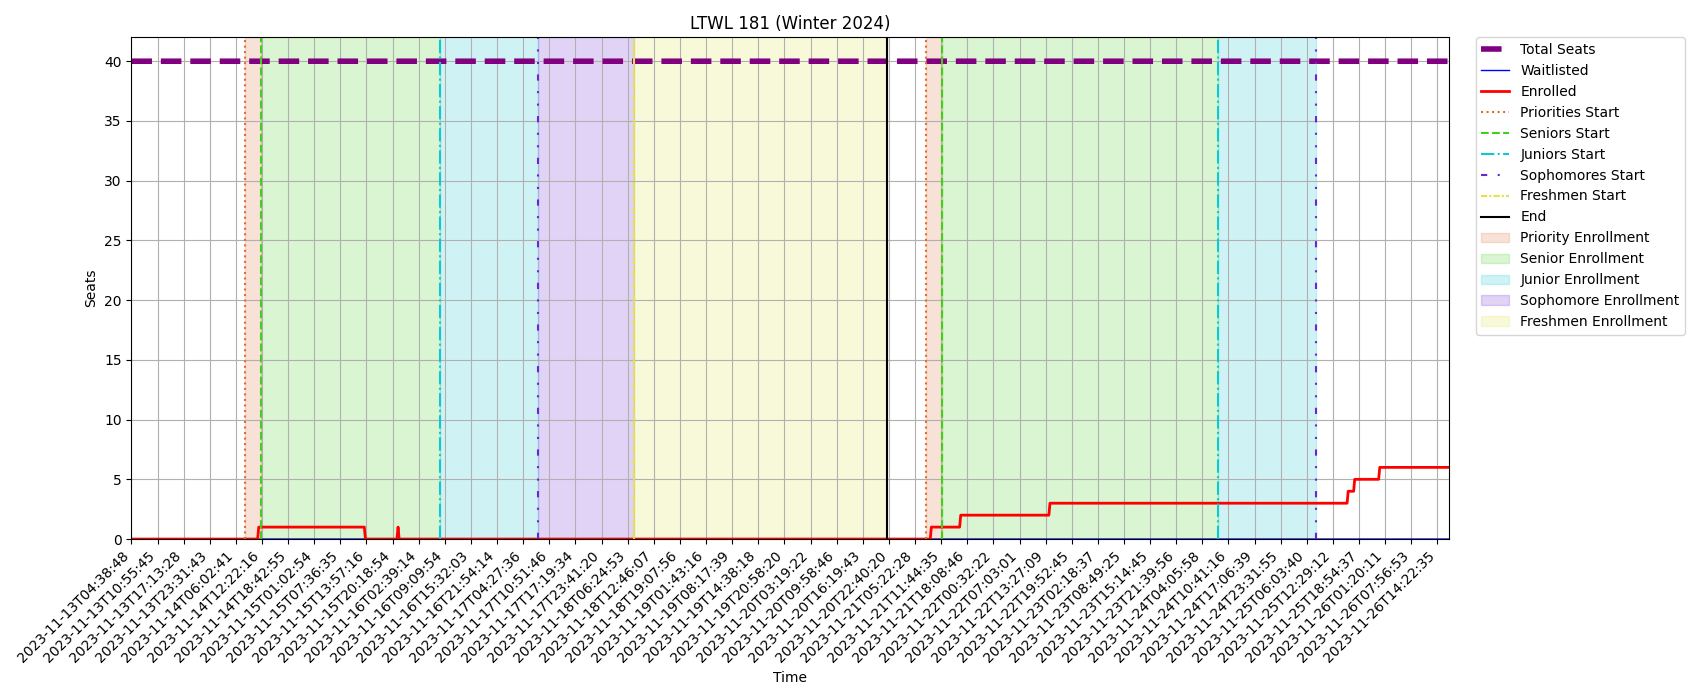 LTWL 181 (Winter 2024)
Seats
40
35
30
25
20
15
10
5
0
2023-11-13T04:38:48
2023-11-13T10:55:45
2023-11-13T17:13:28
2023-11-13T23:31:43
2023-11-14T06:02:41
2023-11-14T12:22:16
2023-11-14T18:42:55
2023-11-15T01:02:54
2023-11-15T07:36:35
2023-11-15T13:57:16
2023-11-15T20:18:54
2023-11-16T02:39:14
2023-11-16T09:09:54
2023-11-16T15:32:03
2023-11-16T21:54:14
2023-11-17T04:27:36
2023-11-17T10:51:46
2023-11-17T17:19:34
2023-11-17T23:41:20
2023-11-18T06:24:53
2023-11-18T12:46:07
2023-11-18T19:07:56
2023-11-19T01:43:16
2023-11-19T08:17:39
2023-11-19T14:38:18
2023-11-19T20:58:20
2023-11-20T03:19:22
2023-11-20T09:58:46
2023-11-20T16:19:43
2023-11-20T22:40:20
2023-11-21T05:22:28
2023-11-21T11:44:35
2023-11-21T18:08:46
2023-11-22T00:32:22
2023-11-22T07:03:01
2023-11-22T13:27:09
2023-11-22T19:52:45
2023-11-23T02:18:37
2023-11-23T08:49:25
2023-11-23T15:14:45
2023-11-23T21:39:56
2023-11-24T04:05:58
2023-11-24T10:41:16
2023-11-24T17:06:39
2023-11-24T23:31:55
2023-11-25T06:03:40
2023-11-25T12:29:12
2023-11-25T18:54:37
2023-11-26T01:20:11
2023-11-26T07:56:53
2023-11-26T14:22:35
Time
Total Seats
Waitlisted
Enrolled
Priorities Start
Seniors Start
Juniors Start
Sophomores Start
Freshmen Start
End
Priority Enrollment
Senior Enrollment
Junior Enrollment
Sophomore Enrollment
Freshmen Enrollment